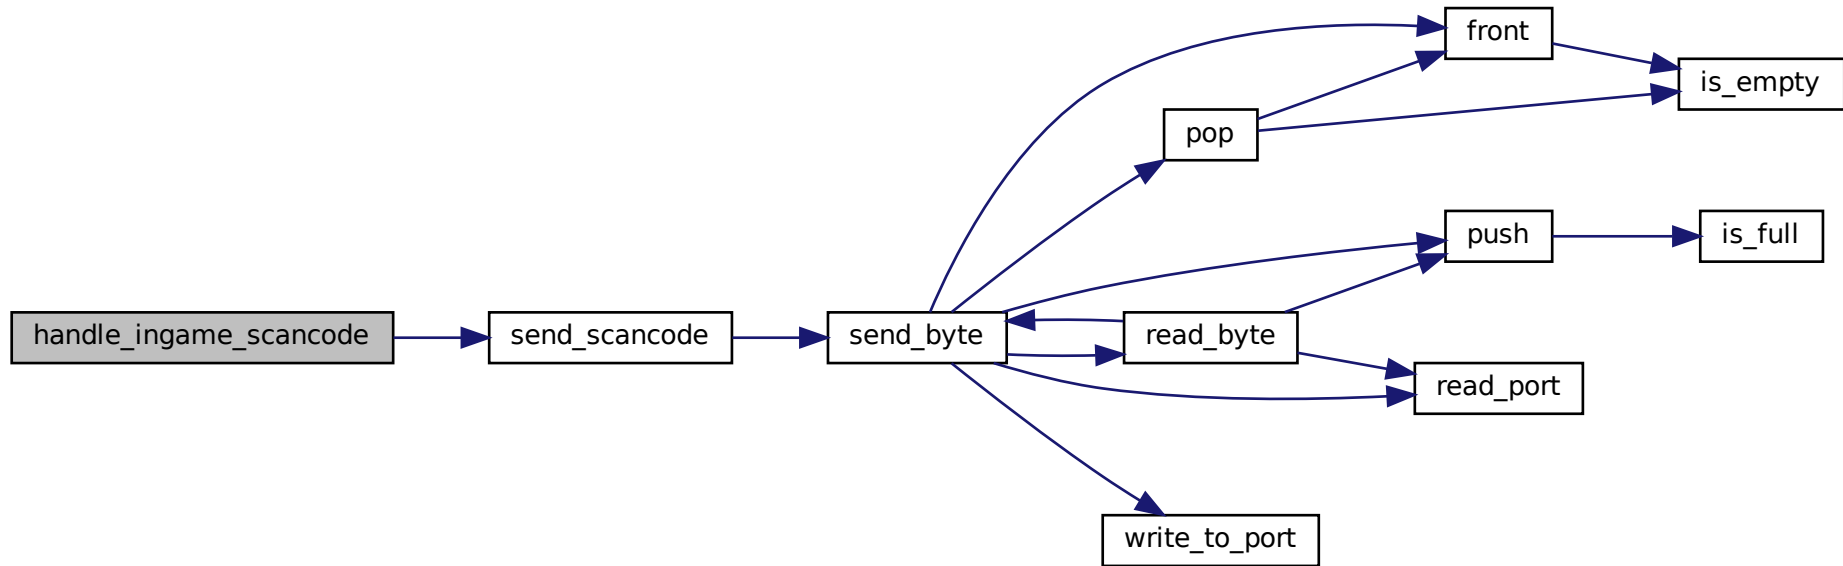 front
is_empty
pop
push
is_full
handle_ingame_scancode
send_scancode
send_byte
read_byte
read_port
write_to_port